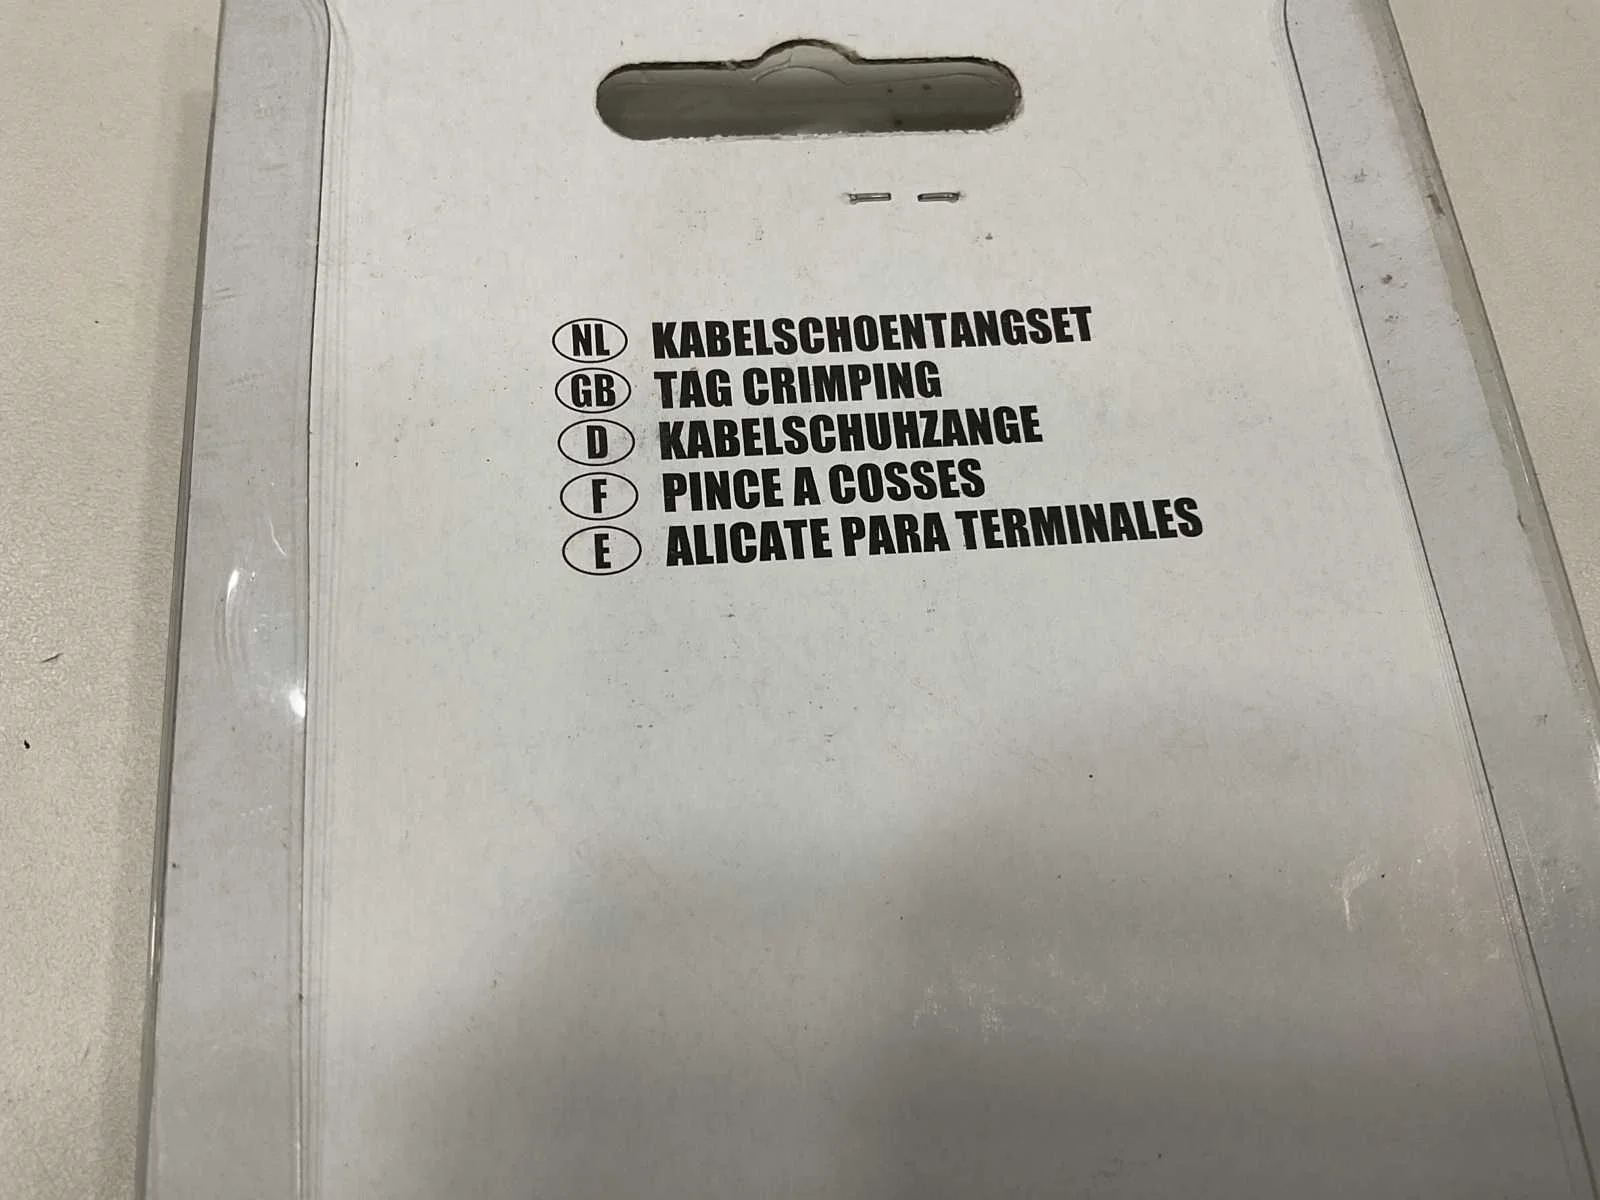 NL KABELSCHOENTANGSET
GB TAG CRIMPING
D KABELSCHUHZANGE
F PINCE A COSSES
E ALICATE PARA TERMINALES